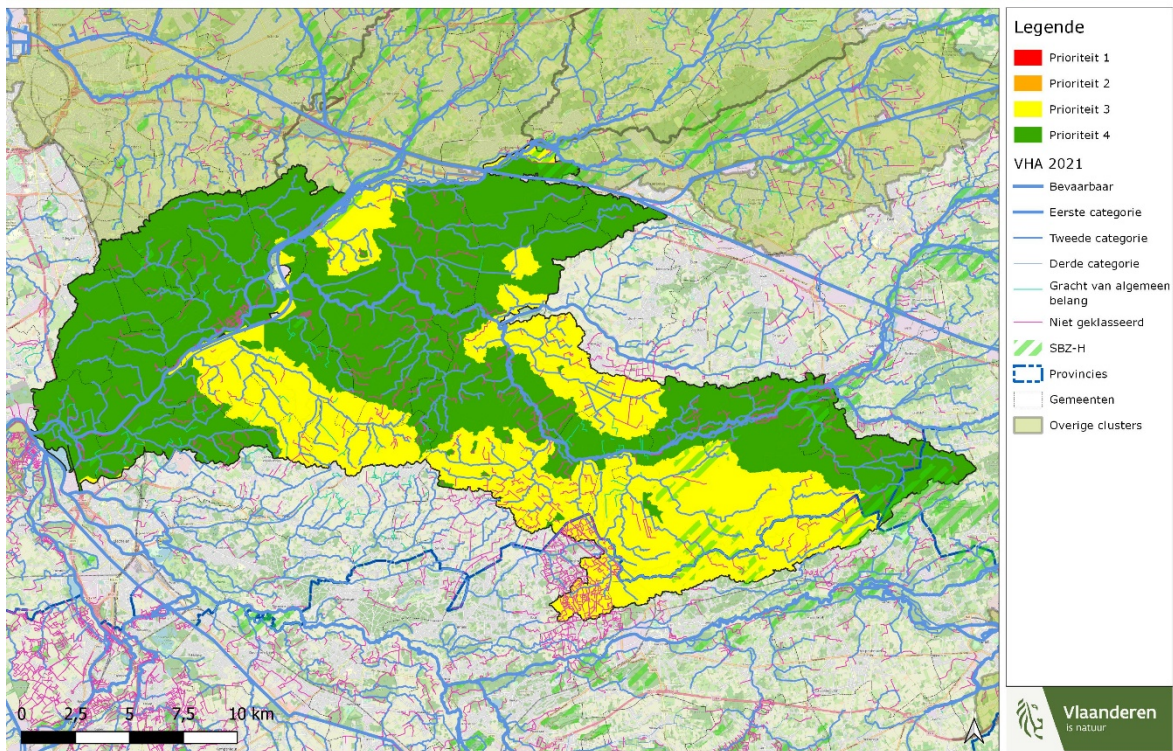 Legende
Prioriteit 1
Prioriteit 2
Prioriteit 3
Prioriteit 4
VHA 2021
Bevaarbaar
Eerste categorie
Tweede categorie
Derde categorie
Gracht van algemeen
belang
Niet geklasseerd
SBZ-H
Provincies
Gemeenten
Overige clusters
0 2,5 5 7,5 10 km
Vlaanderen
is natuur